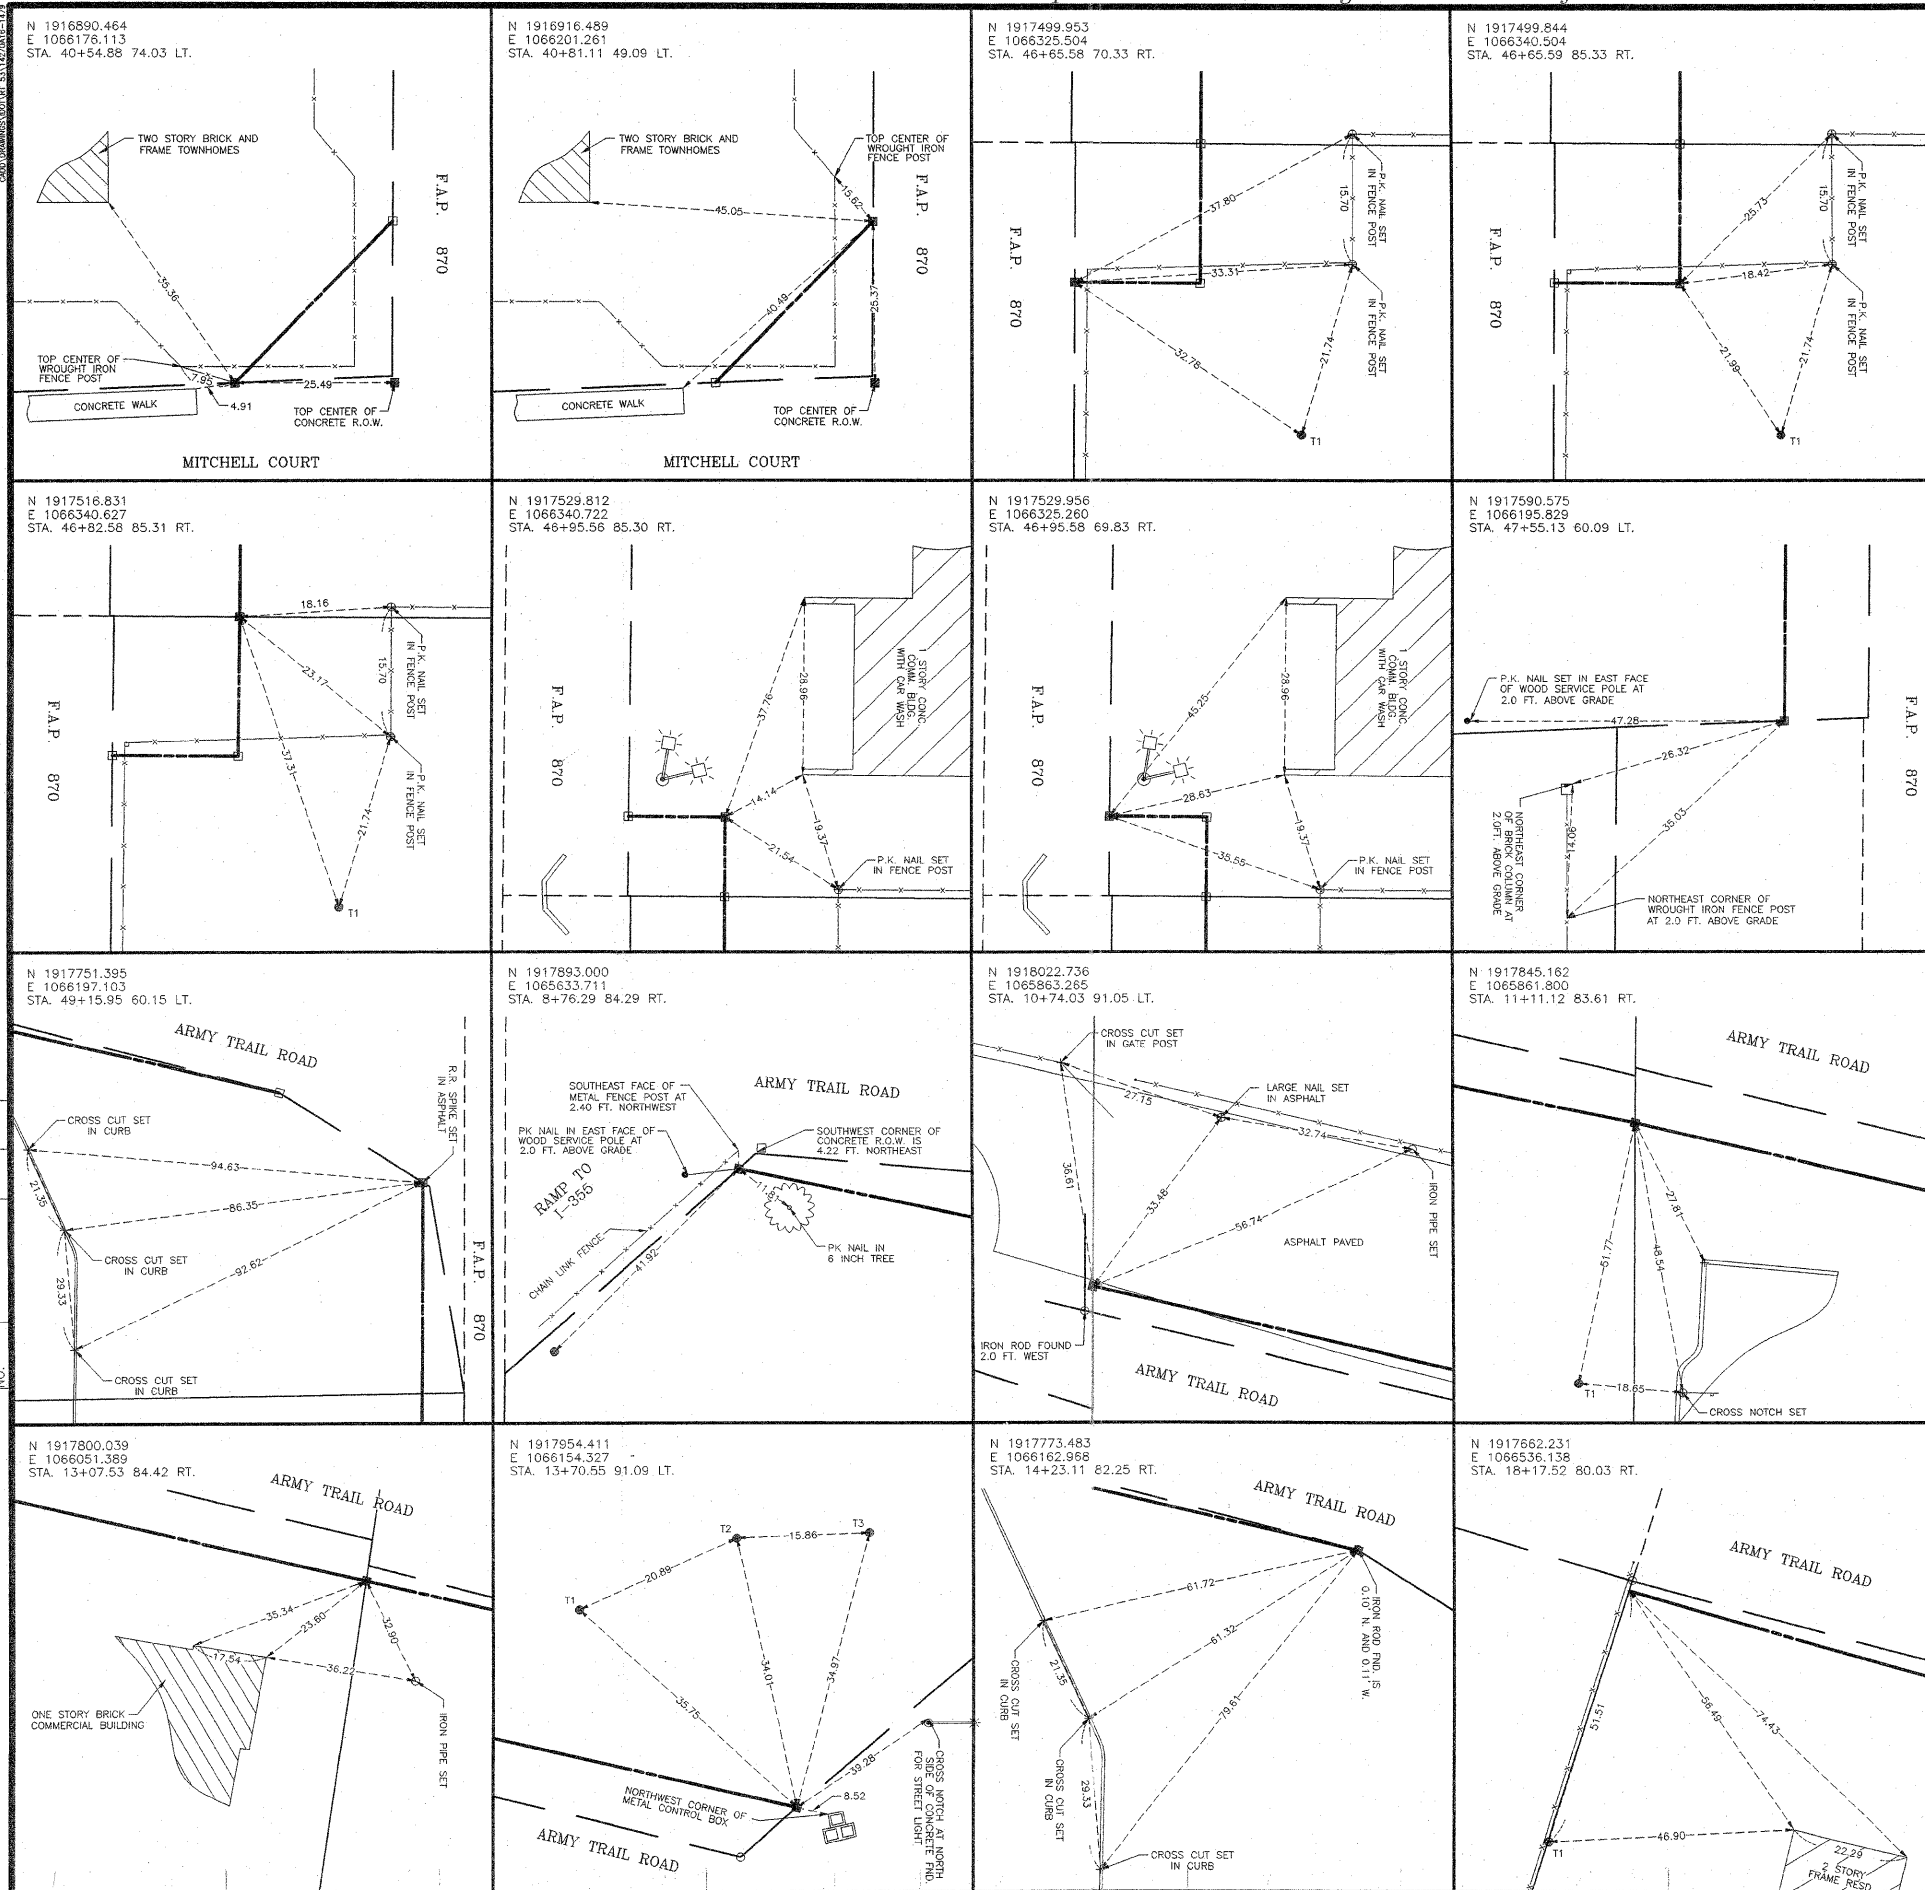 N 1916890.464
E 1066176.113
STA. 40+54.88 74.03 LT.
TWO STORY BRICK AND
FRAME TOWNHOMES
F.A.P. 870
35.36
TOP CENTER OF
WROUGHT IRON
FENCE POST
7.95
25.49
4.91
CONCRETE WALK
TOP CENTER OF
CONCRETE R.O.W.
MITCHELL COURT
N 1916916.489
E 1066201.261
STA. 40+81.11 49.09 LT.
TWO STORY BRICK AND
FRAME TOWNHOMES
TOP CENTER OF
WROUGHT IRON
FENCE POST
15.62
45.05
F.A.P. 870
40.49
26.37
CONCRETE WALK
TOP CENTER OF
CONCRETE R.O.W.
MITCHELL COURT
N 1917499.953
E 1066325.504
STA. 46+65.58 70.33 RT.
37.80
15.70
P.K. NAIL SET
IN FENCE POST
F.A.P. 870
33.31
P.K. NAIL SET
IN FENCE POST
32.78
21.74
T1
N 1917499.844
E 1066340.504
STA. 46+65.59 85.33 RT.
25.73
15.70
P.K. NAIL SET
IN FENCE POST
F.A.P. 870
18.42
P.K. NAIL SET
IN FENCE POST
21.99
21.74
T1
N 1917516.831
E 1066340.627
STA. 46+82.58 85.31 RT.
18.16
23.17
15.70
P.K. NAIL SET
IN FENCE POST
F.A.P. 870
37.31
21.74
P.K. NAIL SET
IN FENCE POST
T1
N 1917529.812
E 1066340.722
STA. 46+95.56 85.30 RT.
F.A.P. 870
37.76
28.96
1 STORY CONC.
COMM. BLDG.
WITH CAR WASH
14.14
19.37
21.54
P.K. NAIL SET
IN FENCE POST
N 1917529.956
E 1066325.260
STA. 46+95.58 69.83 RT.
F.A.P. 870
45.25
28.96
1 STORY CONC.
COMM. BLDG.
WITH CAR WASH
28.63
19.37
35.55
P.K. NAIL SET
IN FENCE POST
N 1917590.575
E 1066195.829
STA. 47+55.13 60.09 LT.
P.K. NAIL SET IN EAST FACE
OF WOOD SERVICE POLE AT
2.0 FT. ABOVE GRADE
47.28
F.A.P. 870
26.32
35.03
14.06
NORTHEAST CORNER
OF BRICK COLUMN AT
2.0FT. ABOVE GRADE
NORTHEAST CORNER OF
WROUGHT IRON FENCE POST
AT 2.0 FT. ABOVE GRADE
N 1917751.395
E 1066197.103
STA. 49+15.95 60.15 LT.
ARMY TRAIL ROAD
R.R. SPIKE SET
IN ASPHALT
CROSS CUT SET
IN CURB
94.63
21.35
86.35
CROSS CUT SET
IN CURB
92.62
29.33
F.A.P. 870
CROSS CUT SET
IN CURB
N 1917893.000
E 1065633.711
STA. 8+76.29 84.29 RT.
SOUTHEAST FACE OF
METAL FENCE POST AT
2.40 FT. NORTHWEST
ARMY TRAIL ROAD
PK NAIL IN EAST FACE OF
WOOD SERVICE POLE AT
2.0 FT. ABOVE GRADE
SOUTHWEST CORNER OF
CONCRETE R.O.W. IS
4.22 FT. NORTHEAST
RAMP TO
I-355
11.81
CHAIN LINK FENCE
41.92
PK NAIL IN
6 INCH TREE
N 1918022.736
E 1065863.265
STA. 10+74.03 91.05 LT.
CROSS CUT SET
IN GATE POST
27.15
LARGE NAIL SET
IN ASPHALT
32.74
36.61
33.48
56.74
IRON PIPE SET
ASPHALT PAVED
IRON ROD FOUND
2.0 FT. WEST
ARMY TRAIL ROAD
N 1917845.162
E 1065861.800
STA. 11+11.12 83.61 RT.
ARMY TRAIL ROAD
27.81
51.77
48.54
T1
18.65
CROSS NOTCH SET
N 1917800.039
E 1066051.389
STA. 13+07.53 84.42 RT.
ARMY TRAIL ROAD
35.34
23.60
32.90
17.54
36.22
ONE STORY BRICK
COMMERCIAL BUILDING
IRON PIPE SET
N 1917954.411
E 1066154.327
STA. 13+70.55 91.09 LT.
T2
15.86
T3
20.89
T1
35.75
34.01
34.97
39.28
8.52
NORTHWEST CORNER OF
METAL CONTROL BOX
CROSS NOTCH AT NORTH
SIDE OF CONCRETE FND.
FOR STREET LIGHT
ARMY TRAIL ROAD
N 1917773.483
E 1066162.968
STA. 14+23.11 82.25 RT.
ARMY TRAIL ROAD
61.72
IRON ROD FND. IS
0.10' N. AND 0.11' W.
61.32
21.35
CROSS CUT SET
IN CURB
79.61
CROSS CUT SET
IN CURB
29.33
CROSS CUT SET
IN CURB
N 1917662.231
E 1066536.138
STA. 18+17.52 80.03 RT.
ARMY TRAIL ROAD
51.51
56.49
74.43
T1
46.90
22.29
2 STORY
FRAME RESD.